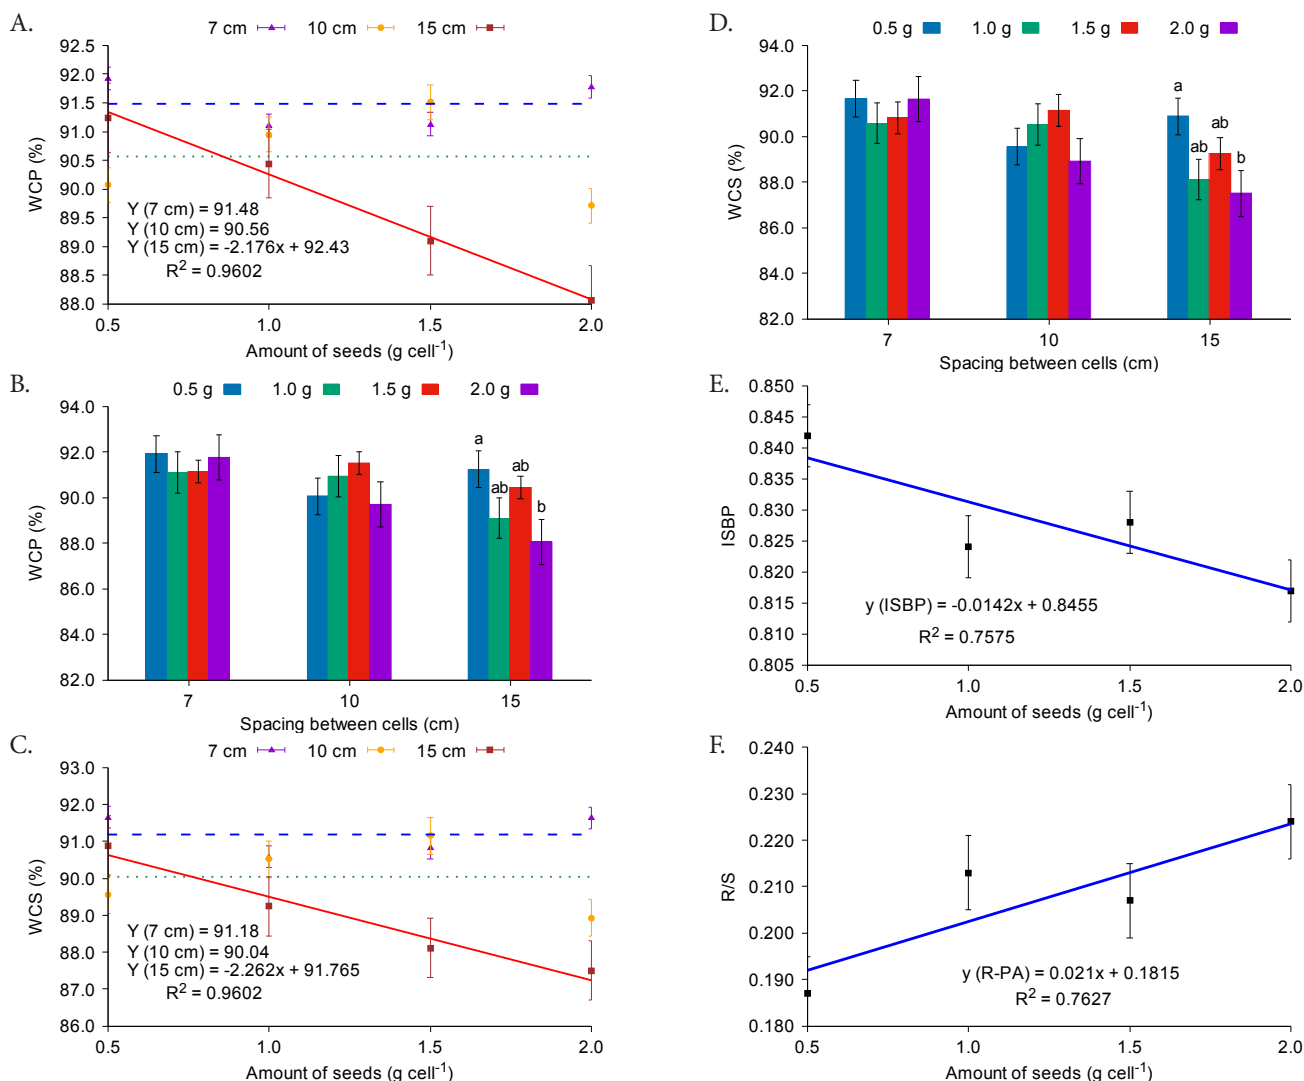 A.
7 cm 10 cm 15 cm
92.5
92.0
91.5
91.0
90.5
90.0
89.5
89.0
88.5
88.0
WCP (%)
Y (7 cm) = 91.48
Y (10 cm) = 90.56
Y (15 cm) = -2.176x + 92.43
R² = 0.9602
0.5 1.0 1.5 2.0
Amount of seeds (g cell⁻¹)
B.
0.5 g 1.0 g 1.5 g 2.0 g
94.0
92.0
90.0
88.0
86.0
84.0
82.0
WCP (%)
a
ab
ab
b
7 10 15
Spacing between cells (cm)
C.
7 cm 10 cm 15 cm
93.0
92.0
91.0
90.0
89.0
88.0
87.0
86.0
WCS (%)
Y (7 cm) = 91.18
Y (10 cm) = 90.04
Y (15 cm) = -2.262x + 91.765
R² = 0.9602
0.5 1.0 1.5 2.0
Amount of seeds (g cell⁻¹)
D.
0.5 g 1.0 g 1.5 g 2.0 g
94.0
92.0
90.0
88.0
86.0
84.0
82.0
WCS (%)
a
ab
ab
b
7 10 15
Spacing between cells (cm)
E.
0.850
0.845
0.840
0.835
0.830
0.825
0.820
0.815
0.810
0.805
ISBP
y (ISBP) = -0.0142x + 0.8455
R² = 0.7575
0.5 1.0 1.5 2.0
Amount of seeds (g cell⁻¹)
F.
0.240
0.230
0.220
0.210
0.200
0.190
0.180
R/S
y (R-PA) = 0.021x + 0.1815
R² = 0.7627
0.5 1.0 1.5 2.0
Amount of seeds (g cell⁻¹)